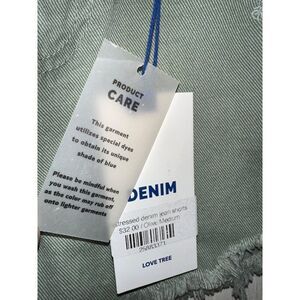 PRODUCT
CARE
This garment
utilizes special dyes
to obtain its unique
shade of blue
Please be mindful when
you wash this garment,
as the color may rub off
onto lighter garments
DENIM
stressed denim jean shorts
$32.00 / Olive-Medium
LOVE TREE